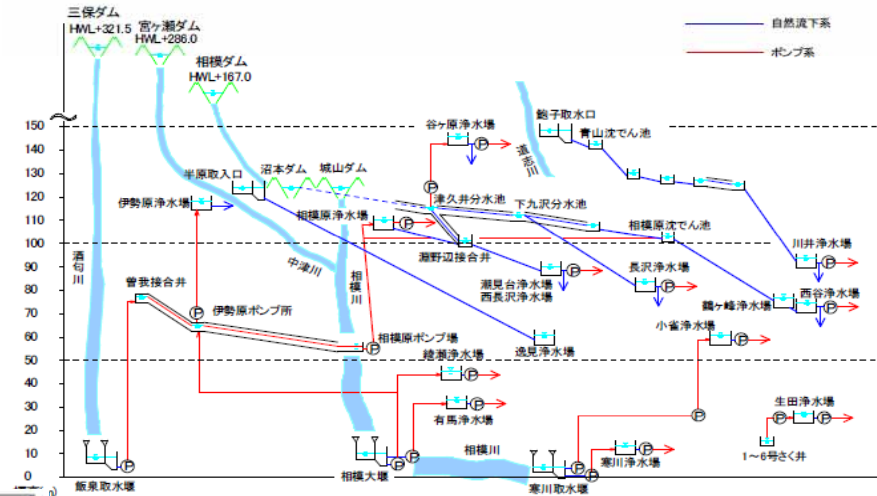 三保ダム
HWL+321.5
宮ヶ瀬ダム
HWL+286.0
相模ダム
HWL+167.0
自然流下系
ポンプ系
150
140
130
120
110
100
90
80
70
60
50
40
30
20
10
0
谷ヶ原浄水場
P
P
道志川
鮑子取水口
青山沈でん池
半原取入口
沼本ダム
城山ダム
津久井分水池
下九沢分水池
伊勢原浄水場
相模原浄水場
P
相模原沈でん池
淵野辺接合井
川井浄水場
P
酒匂川
中津川
相模川
潮見台浄水場
西長沢浄水場
P
長沢浄水場
P
鶴ヶ峰浄水場
西谷浄水場
P
曽我接合井
伊勢原ポンプ所
P
相模原ポンプ場
P
逸見浄水場
小雀浄水場
P
綾瀬浄水場
P
有馬浄水場
P
P
生田浄水場
P
P
1～6号さく井
相模川
寒川浄水場
P
飯泉取水堰
P
相模大堰
P
P
寒川取水堰
P
P